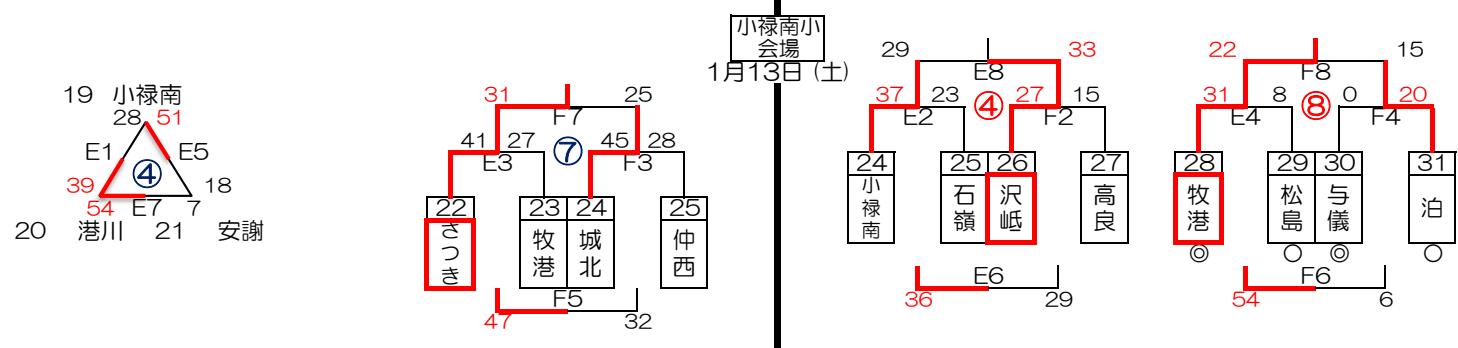 小禄南小
会場
1月13日（土）
19 小禄南
28 51
E1 E5
④
39 18
54 E7 7
20 港川 21 安謝
31 25
F7
41 27 ⑦ 45 28
E3 F3
22 23 24 25
さつき 牧港 城北 仲西
F5
47 32
29 33
E8
37 23 ④ 27 15
E2 F2
24 25 26 27
小禄南 石嶺 沢岻 高良
E6
36 29
22 15
F8
31 8 ⑧ 0 20
E4 F4
28 29 30 31
牧港 松島 与儀 泊
◎ ○ ◎ ○
F6
54 6